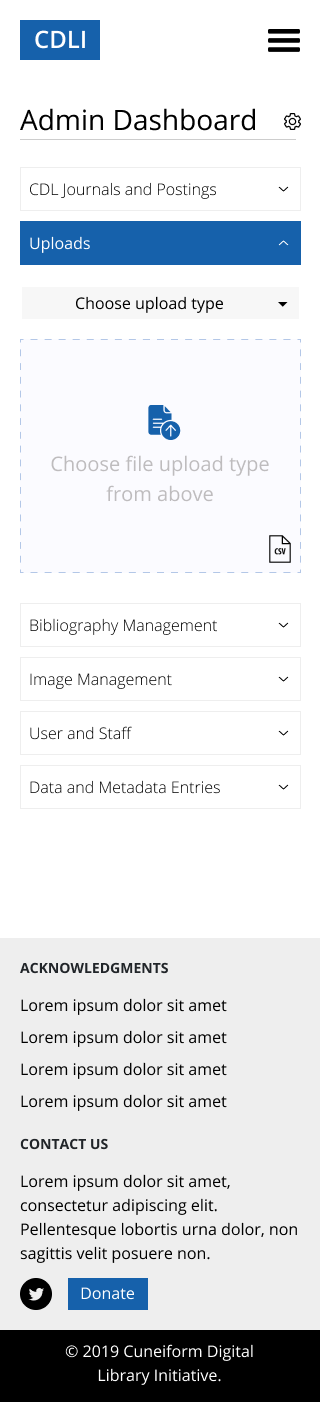 CDLI
Admin Dashboard
CDL Journals and Postings
Uploads
Choose upload type
Choose file upload type
from above
CSV
Bibliography Management
Image Management
User and Staff
Data and Metadata Entries
ACKNOWLEDGMENTS
Lorem ipsum dolor sit amet
Lorem ipsum dolor sit amet
Lorem ipsum dolor sit amet
Lorem ipsum dolor sit amet
CONTACT US
Lorem ipsum dolor sit amet,
consectetur adipiscing elit.
Pellentesque lobortis urna dolor, non
sagittis velit posuere non.
Donate
© 2019 Cuneiform Digital
Library Initiative.